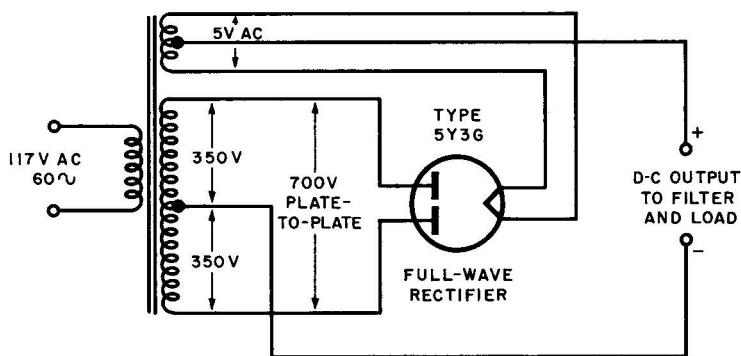 5V AC
117V AC
60~
350V
350V
700V
PLATE-
TO-PLATE
TYPE
5Y3G
FULL-WAVE
RECTIFIER
+
D-C OUTPUT
TO FILTER
AND LOAD
-